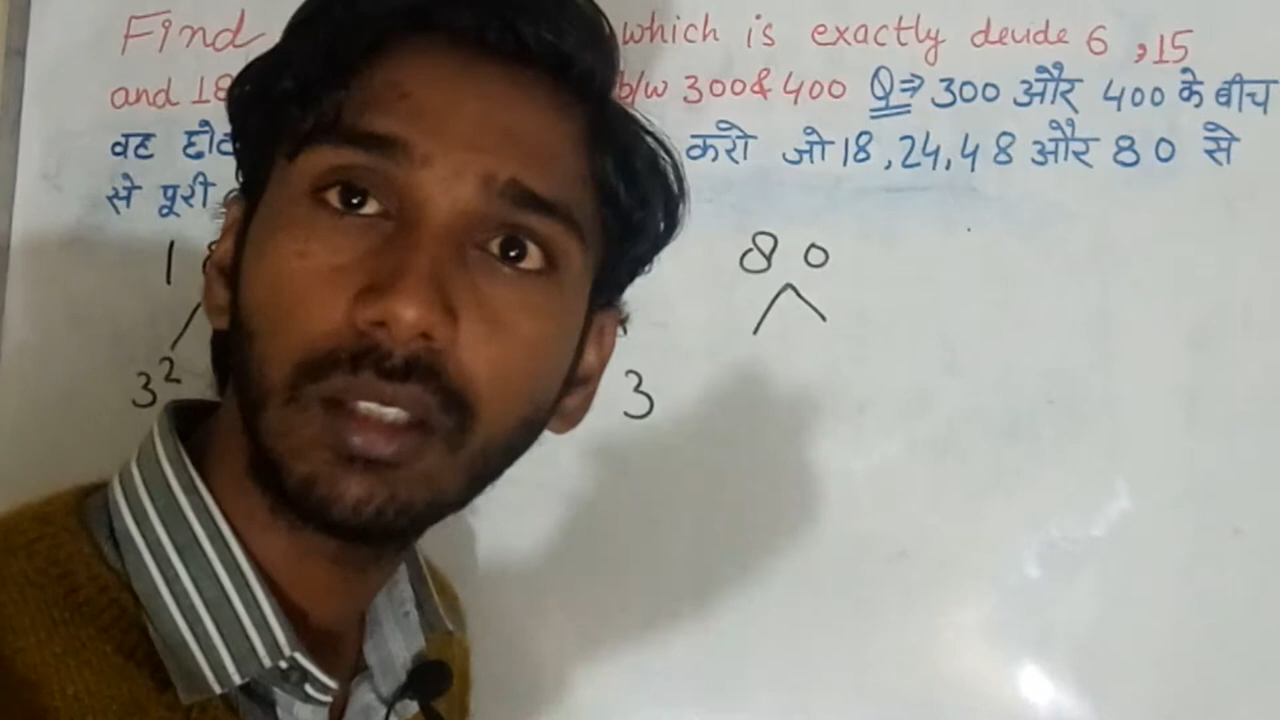 Find which is exactly devide 6,15
and 18 b/w 300&400 Q⇒ 300 और 400 के बीच
वह करो जो 18,24,48 और 80 से
से पूरी
1 80
3² 3